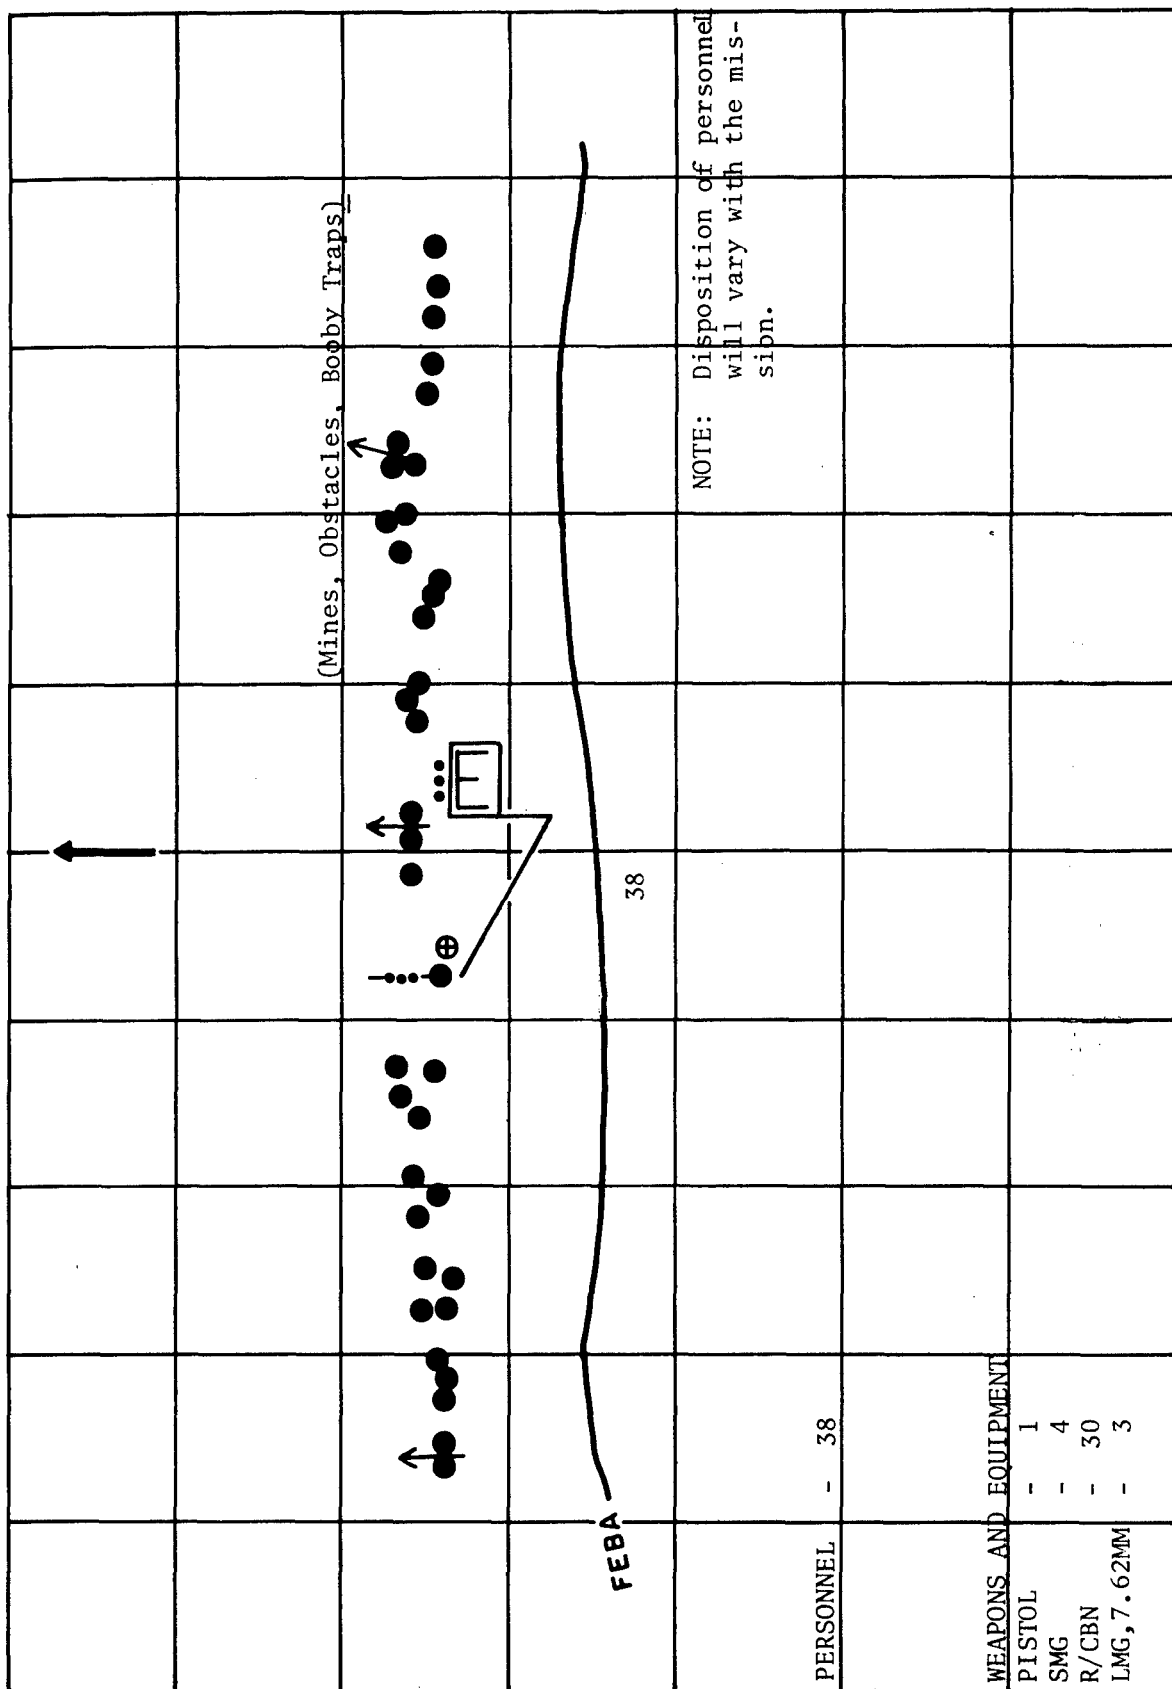 (Mines, Obstacles, Booby Traps)
38
FEBA
NOTE: Disposition of personnel
will vary with the mis-
sion.
PERSONNEL - 38
WEAPONS AND EQUIPMENT
PISTOL - 1
SMG - 4
R/CBN - 30
LMG,7.62MM - 3